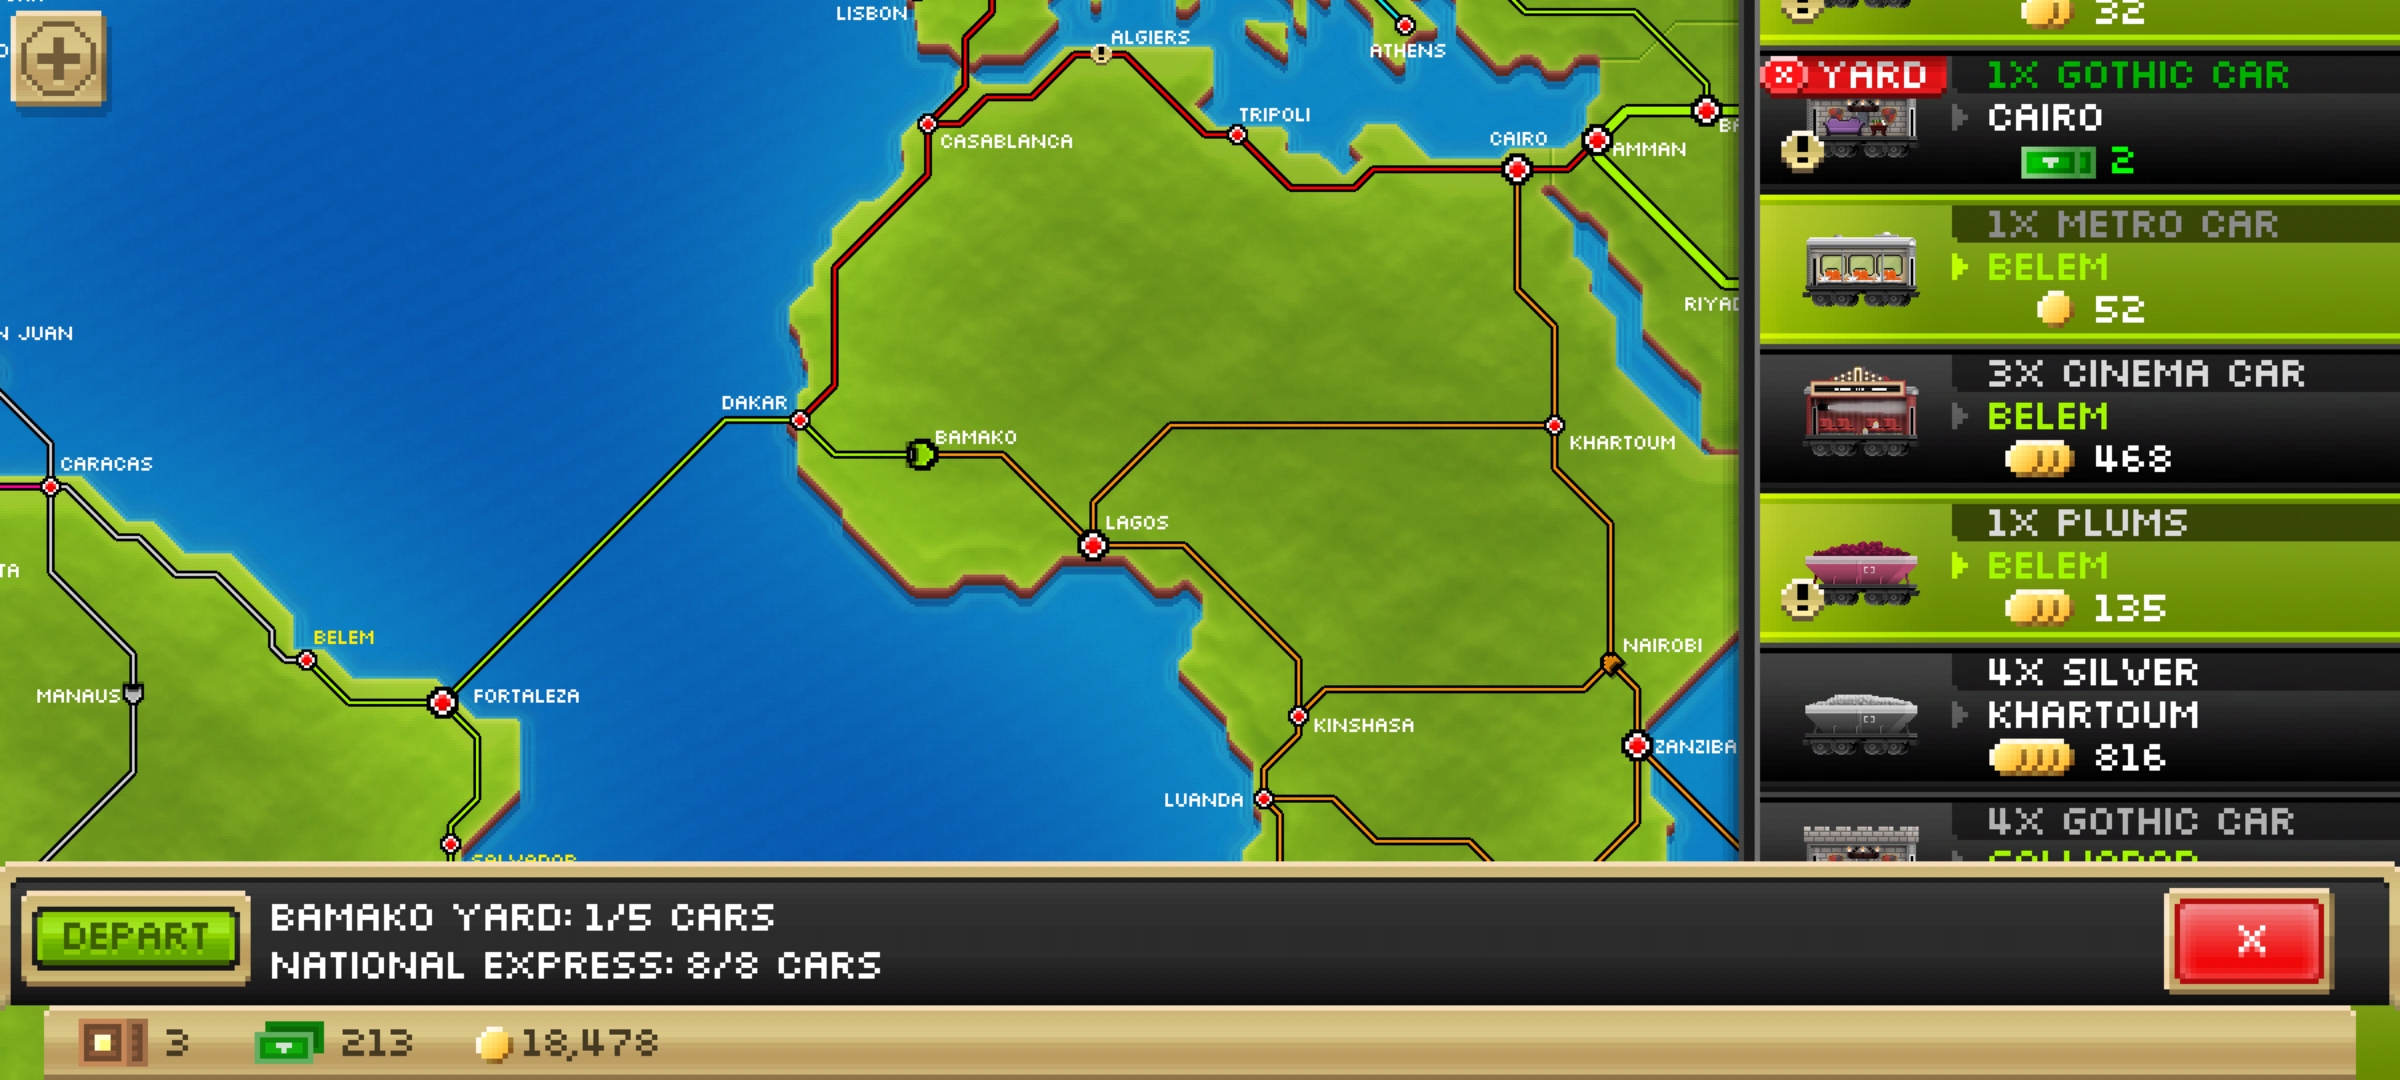 LISBON
ALGIERS
ATHENS
TRIPOLI
CASABLANCA
CAIRO
AMMAN
RIYAD
N JUAN
DAKAR
BAMAKO
KHARTOUM
CARACAS
LAGOS
TA
BELEM
NAIROBI
MANAUS
FORTALEZA
KINSHASA
ZANZIBA
LUANDA
SALVADOR
32
YARD
1X GOTHIC CAR
CAIRO
2
1X METRO CAR
BELEM
52
3X CINEMA CAR
BELEM
468
1X PLUMS
BELEM
135
4X SILVER
KHARTOUM
816
4X GOTHIC CAR
SALVADOR
DEPART
BAMAKO YARD: 1/5 CARS
NATIONAL EXPRESS: 8/8 CARS
X
3
213
18,478